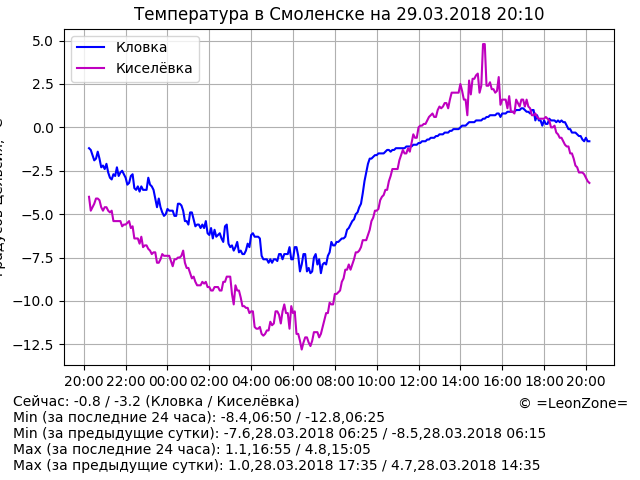 Температура в Смоленске на 29.03.2018 20:10
5.0
2.5
0.0
−2.5
−5.0
−7.5
−10.0
−12.5
Кловка
Киселёвка
20:00 22:00 00:00 02:00 04:00 06:00 08:00 10:00 12:00 14:00 16:00 18:00 20:00
Сейчас: -0.8 / -3.2 (Кловка / Киселёвка)
© =LeonZone=
Min (за последние 24 часа): -8.4,06:50 / -12.8,06:25
Min (за предыдущие сутки): -7.6,28.03.2018 06:25 / -8.5,28.03.2018 06:15
Max (за последние 24 часа): 1.1,16:55 / 4.8,15:05
Max (за предыдущие сутки): 1.0,28.03.2018 17:35 / 4.7,28.03.2018 14:35